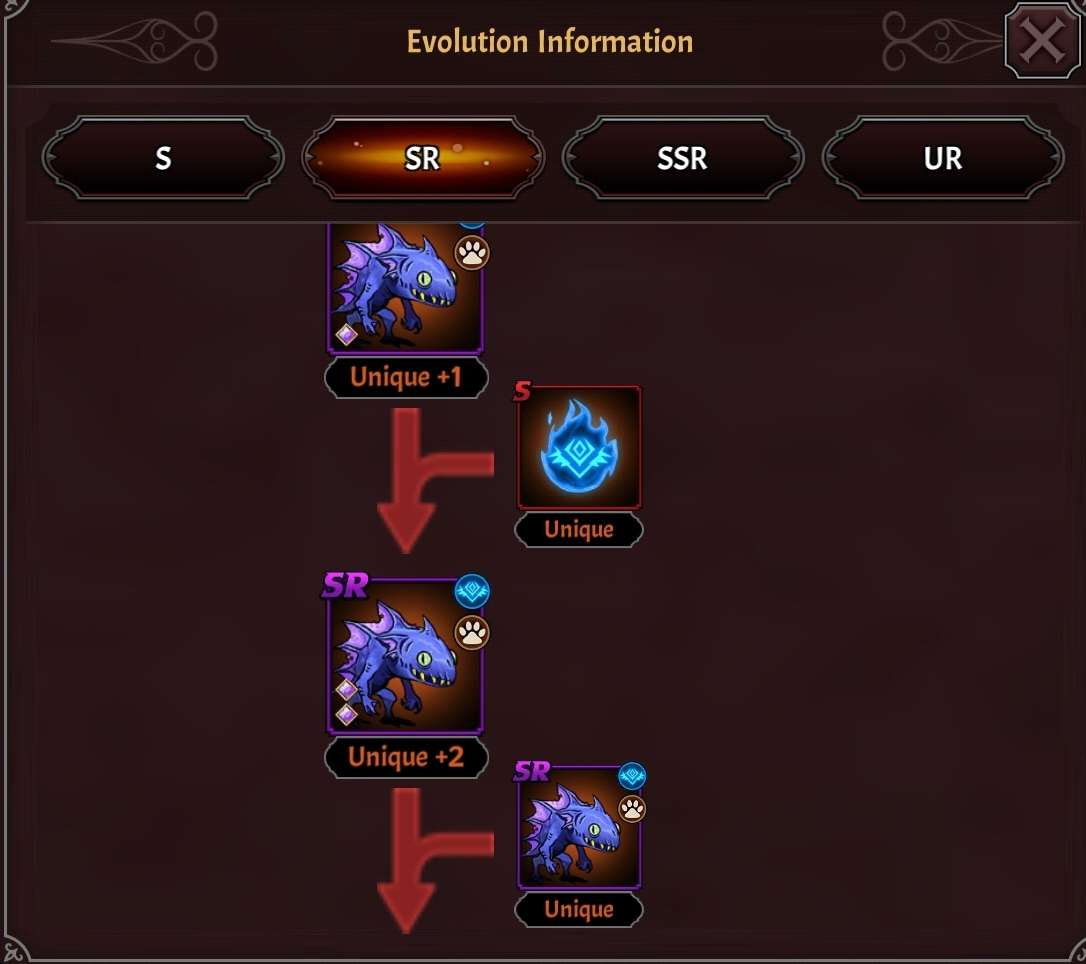 Evolution Information
S
SR
SSR
UR
Unique +1
S
Unique
SR
Unique +2
SR
Unique